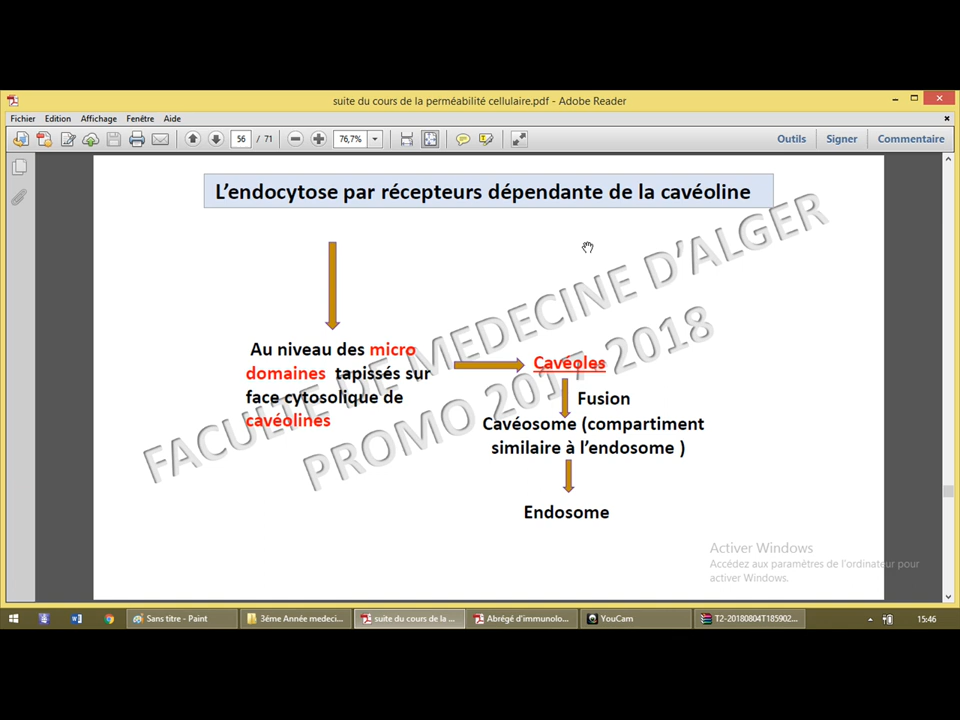 suite du cours de la perméabilité cellulaire.pdf - Adobe Reader
Fichier Edition Affichage Fenêtre Aide
56 / 71 76,7% Outils Signer Commentaire
L'endocytose par récepteurs dépendante de la cavéoline
FACULTE DE MEDECINE D'ALGER
PROMO 2017 2018
Au niveau des micro
domaines tapissés sur
face cytosolique de
cavéolines
Cavéoles
Fusion
Cavéosome (compartiment
similaire à l'endosome )
Endosome
Activer Windows
Accédez aux paramètres de l'ordinateur pour
activer Windows.
Sans titre - Paint 3éme Année medeci... suite du cours de la ... Abrégé d'immunolo... YouCam T2-20180804T185902... 15:46